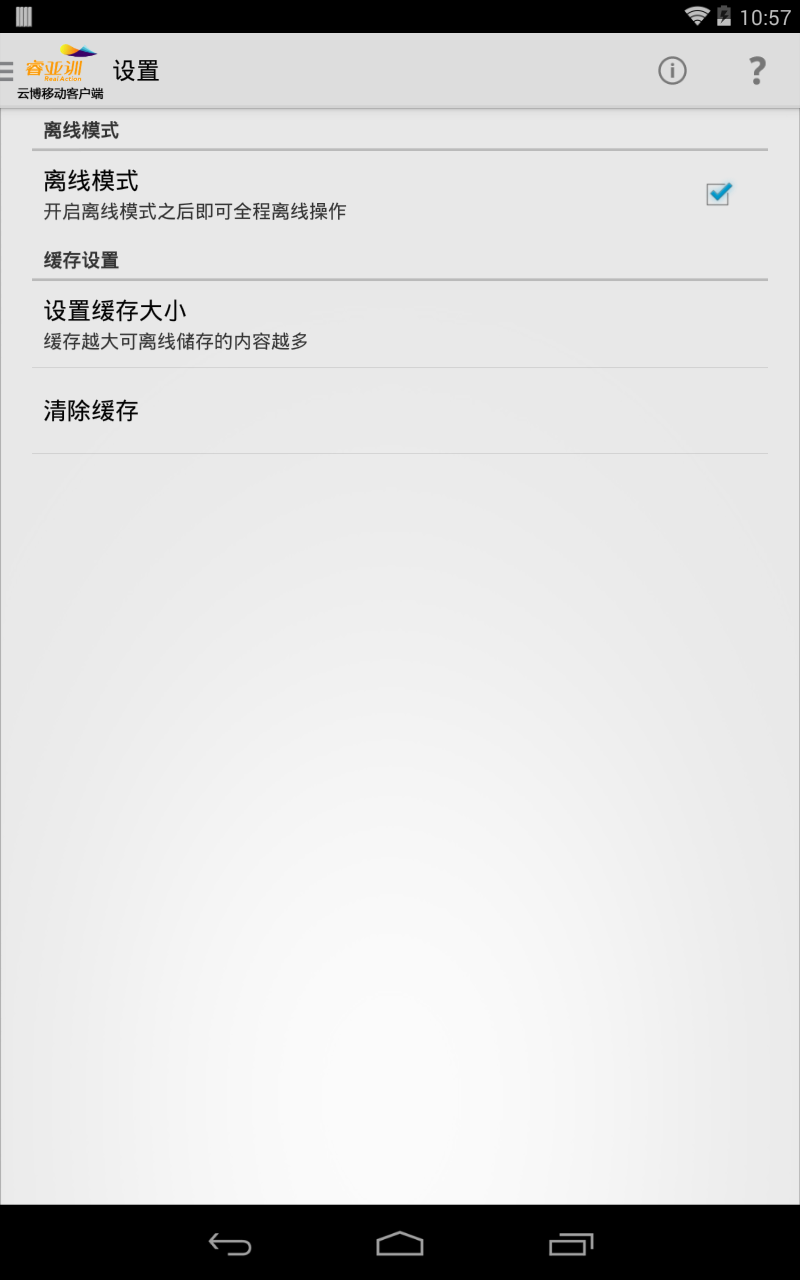 10:57
睿亚训
Real Action
云博移动客户端
设置
离线模式
离线模式
开启离线模式之后即可全程离线操作
缓存设置
设置缓存大小
缓存越大可离线储存的内容越多
清除缓存